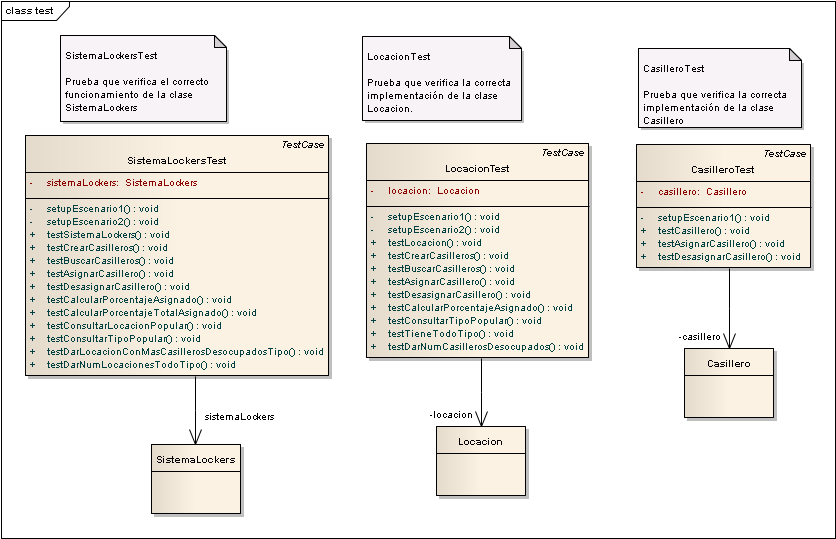 class test
SistemaLockersTest
Prueba que verifica el correcto
funcionamiento de la clase
SistemaLockers
TestCase
SistemaLockersTest
- sistemaLockers: SistemaLockers
- setupEscenario1() : void
- setupEscenario2() : void
+ testSistemaLockers() : void
+ testCrearCasilleros() : void
+ testBuscarCasilleros() : void
+ testAsignarCasillero() : void
+ testDesasignarCasillero() : void
+ testCalcularPorcentajeAsignado() : void
+ testCalcularPorcentajeTotalAsignado() : void
+ testConsultarLocacionPopular() : void
+ testConsultarTipoPopular() : void
+ testDarLocacionConMasCasillerosDesocupadosTipo() : void
+ testDarNumLocacionesTodoTipo() : void
sistemaLockers
SistemaLockers
LocacionTest
Prueba que verifica la correcta
implementación de la clase
Locacion.
TestCase
LocacionTest
- locacion: Locacion
- setupEscenario1() : void
- setupEscenario2() : void
+ testLocacion() : void
+ testCrearCasilleros() : void
+ testBuscarCasilleros() : void
+ testAsignarCasillero() : void
+ testDesasignarCasillero() : void
+ testCalcularPorcentajeAsignado() : void
+ testConsultarTipoPopular() : void
+ testTieneTodoTipo() : void
+ testDarNumCasillerosDesocupados() : void
-locacion
Locacion
CasilleroTest
Prueba que verifica la correcta
implementación de la clase
Casillero
TestCase
CasilleroTest
- casillero: Casillero
- setupEscenario1() : void
+ testCasillero() : void
+ testAsignarCasillero() : void
+ testDesasignarCasillero() : void
-casillero
Casillero